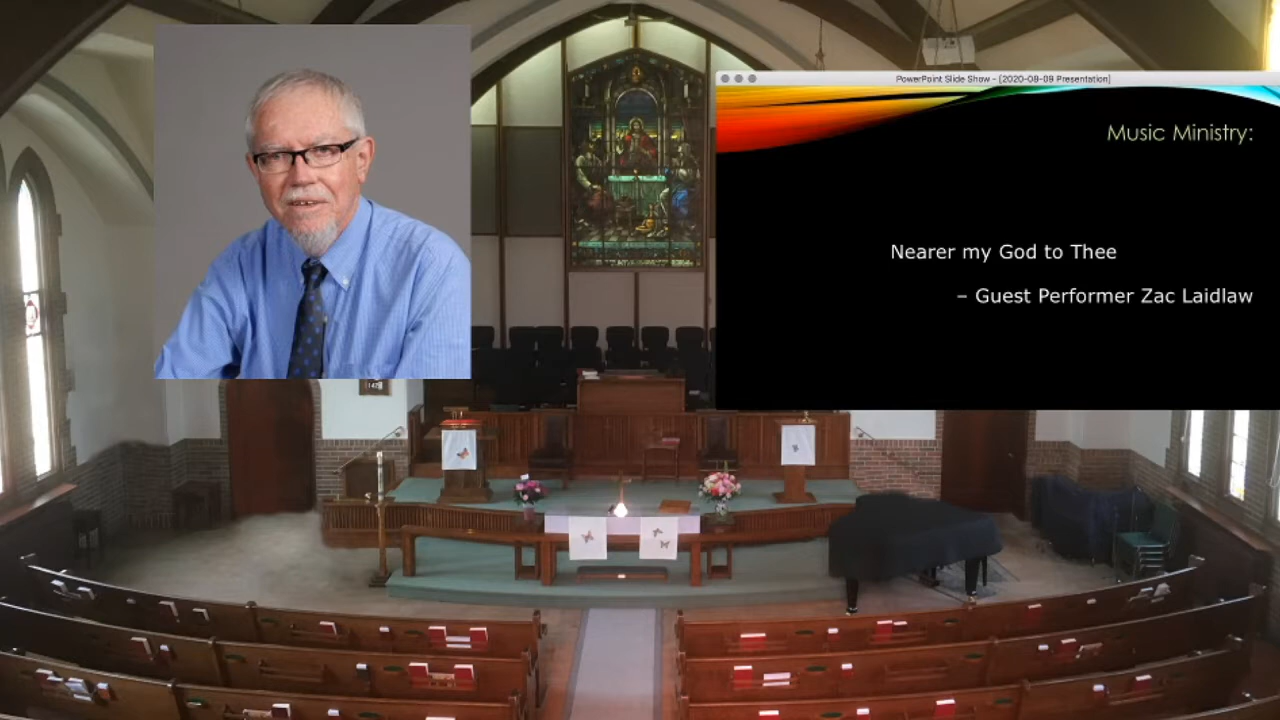 PowerPoint Slide Show - [2020-08-09 Presentation]
Music Ministry:
Nearer my God to Thee
– Guest Performer Zac Laidlaw